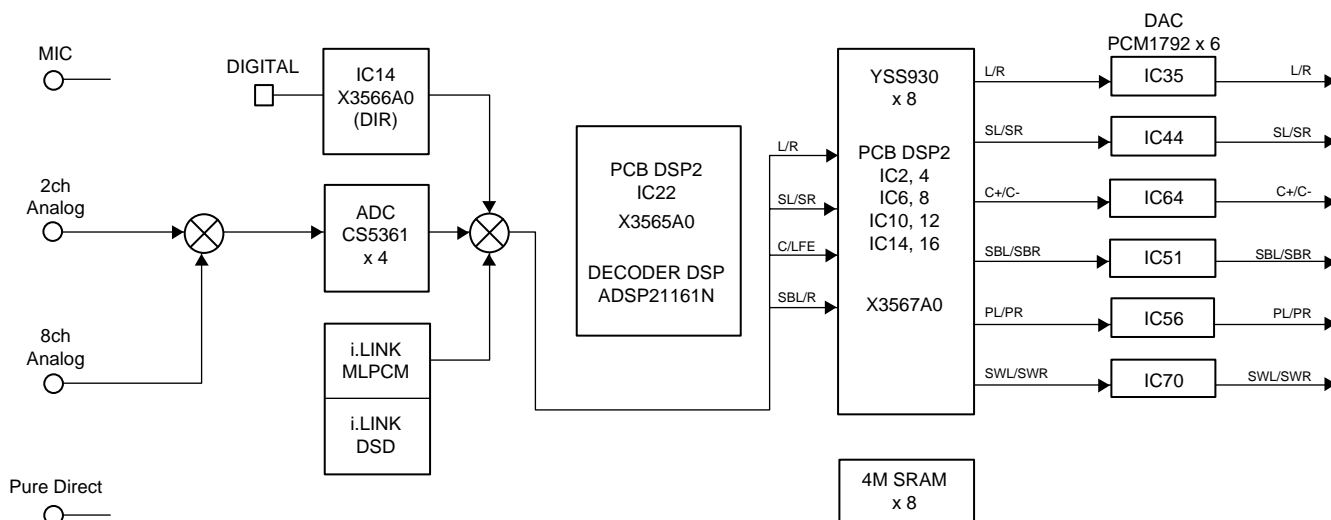 MIC
DIGITAL
IC14
X3566A0
(DIR)
2ch
Analog
ADC
CS5361
x 4
8ch
Analog
i.LINK
MLPCM
i.LINK
DSD
Pure Direct
PCB DSP2
IC22
X3565A0
DECODER DSP
ADSP21161N
L/R
SL/SR
C/LFE
SBL/R
YSS930
x 8
PCB DSP2
IC2, 4
IC6, 8
IC10, 12
IC14, 16
X3567A0
4M SRAM
x 8
DAC
PCM1792 x 6
L/R
IC35
L/R
SL/SR
IC44
SL/SR
C+/C-
IC64
C+/C-
SBL/SBR
IC51
SBL/SBR
PL/PR
IC56
PL/PR
SWL/SWR
IC70
SWL/SWR